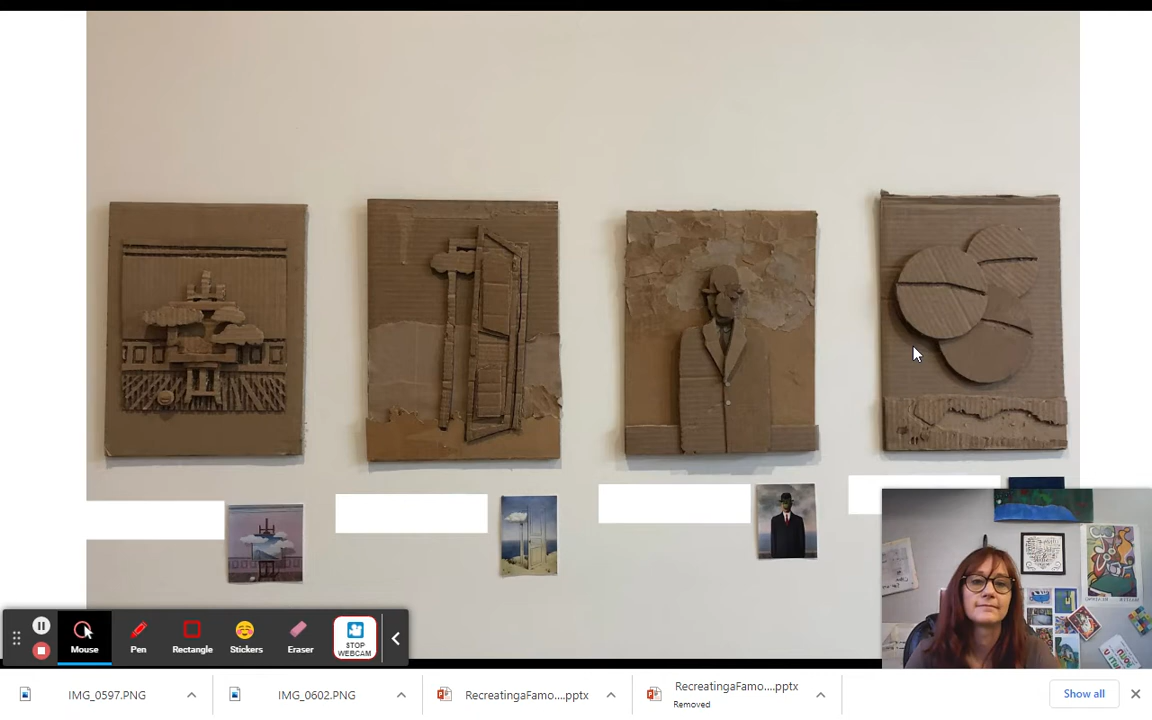 Mouse
Pen
Rectangle
Stickers
Eraser
STOP
WEBCAM
IMG_0597.PNG
IMG_0602.PNG
RecreatingaFamo....pptx
RecreatingaFamo....pptx
Removed
Show all